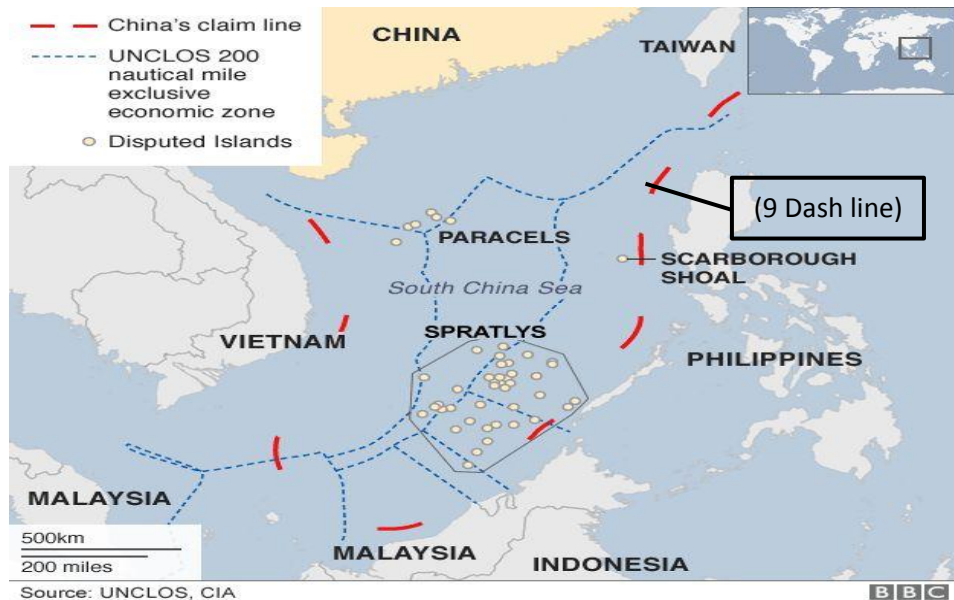 China's claim line
UNCLOS 200
nautical mile
exclusive
economic zone
Disputed Islands
CHINA
TAIWAN
(9 Dash line)
PARACELS
SCARBOROUGH
SHOAL
South China Sea
SPRATLYS
VIETNAM
PHILIPPINES
MALAYSIA
500km
200 miles
MALAYSIA
INDONESIA
Source: UNCLOS, CIA
BBC